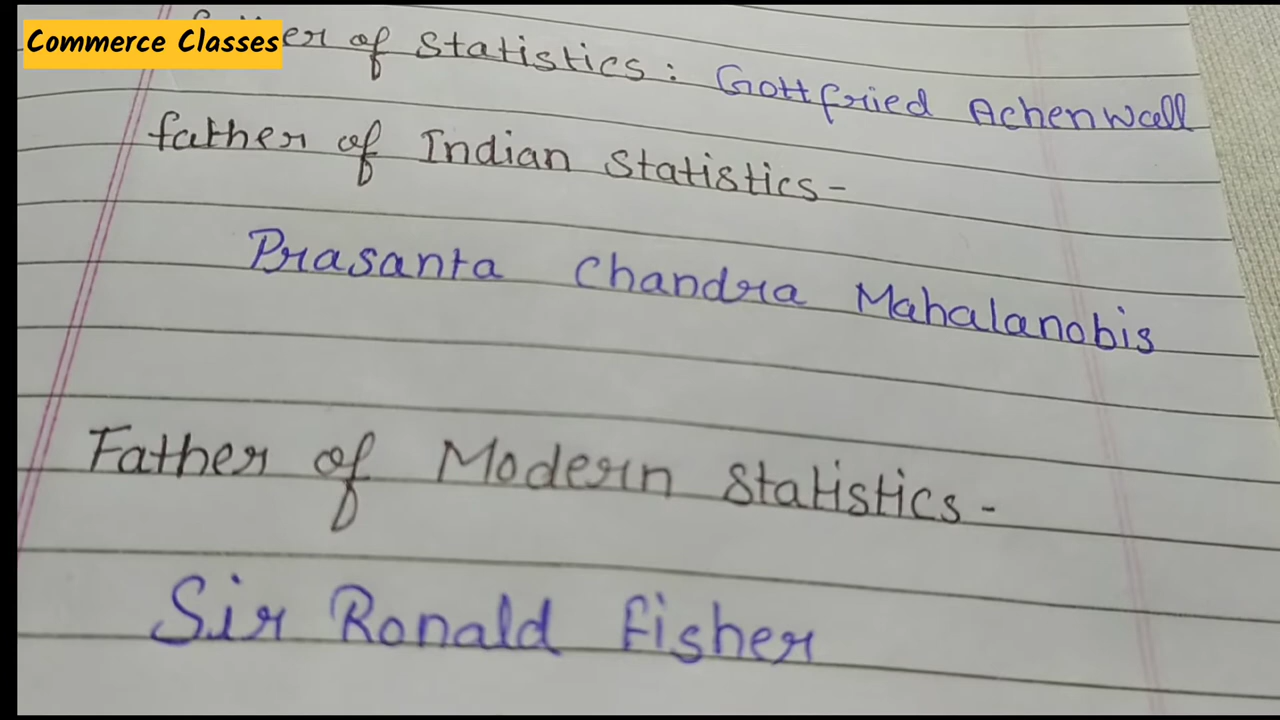 Commerce Classes
er of Statistics: Gottfried Achenwall
father of Indian Statistics-
Prasanta Chandra Mahalanobis
Father of Modern Statistics-
Sir Ronald Fisher